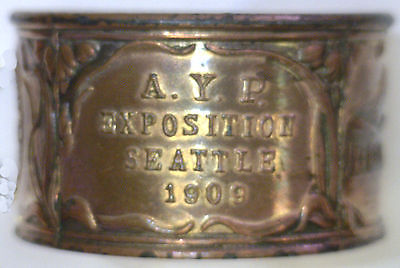 A. Y. P
EXPOSITION
SEATTLE
1909